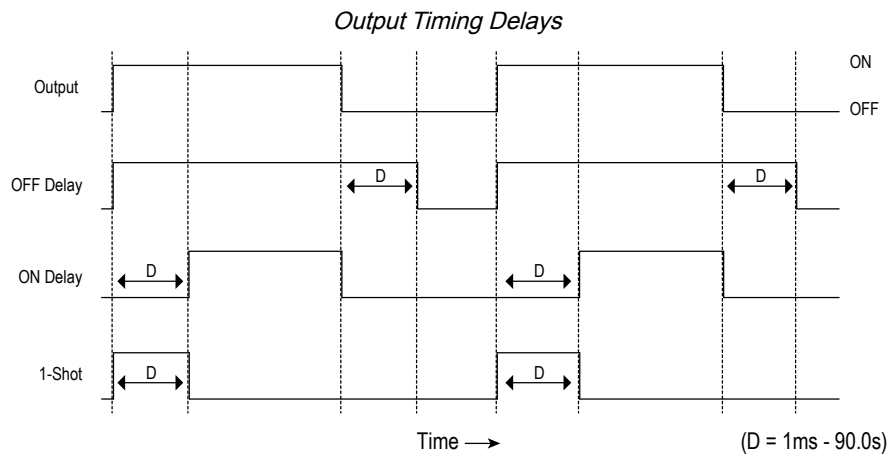 Output Timing Delays
ON
Output
OFF
OFF Delay
D
D
ON Delay
D
D
1-Shot
D
D
Time
(D = 1ms - 90.0s)